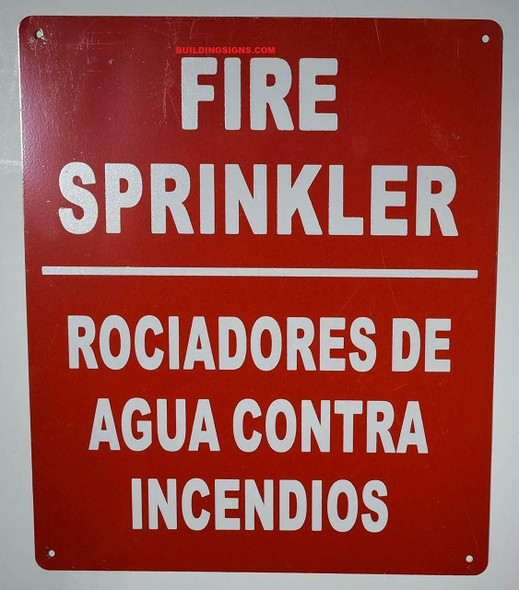 BUILDINGSIGNS.COM
FIRE
SPRINKLER
ROCIADORES DE
AGUA CONTRA
INCENDIOS